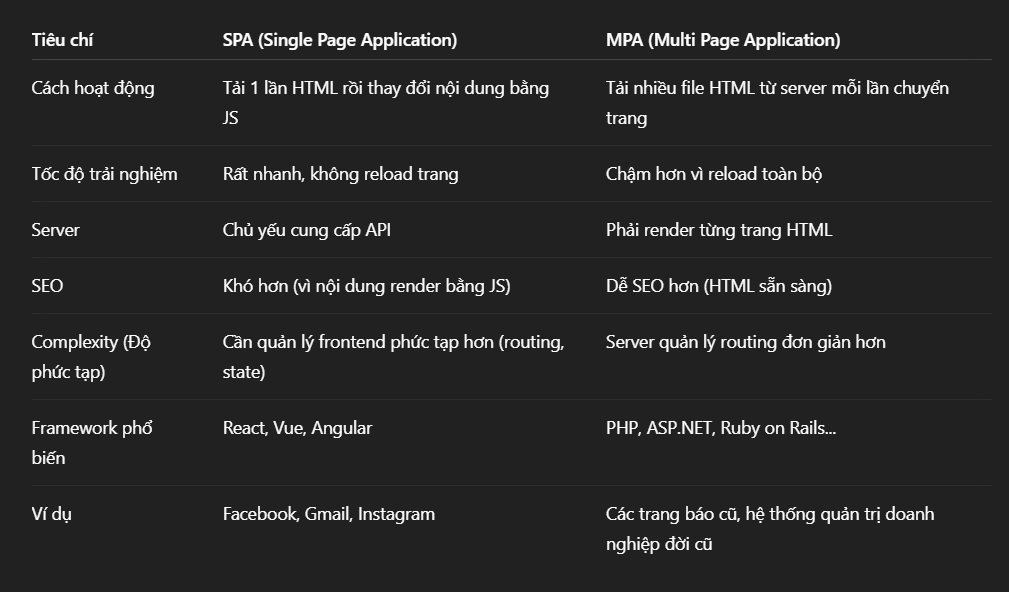 Tiêu chí SPA (Single Page Application) MPA (Multi Page Application)
Cách hoạt động Tải 1 lần HTML rồi thay đổi nội dung bằng Tải nhiều file HTML từ server mỗi lần chuyển
JS trang
Tốc độ trải nghiệm Rất nhanh, không reload trang Chậm hơn vì reload toàn bộ
Server Chủ yếu cung cấp API Phải render từng trang HTML
SEO Khó hơn (vì nội dung render bằng JS) Dễ SEO hơn (HTML sẵn sàng)
Complexity (Độ Cần quản lý frontend phức tạp hơn (routing, Server quản lý routing đơn giản hơn
phức tạp) state)
Framework phổ React, Vue, Angular PHP, ASP.NET, Ruby on Rails...
biến
Ví dụ Facebook, Gmail, Instagram Các trang báo cũ, hệ thống quản trị doanh
nghiệp đời cũ